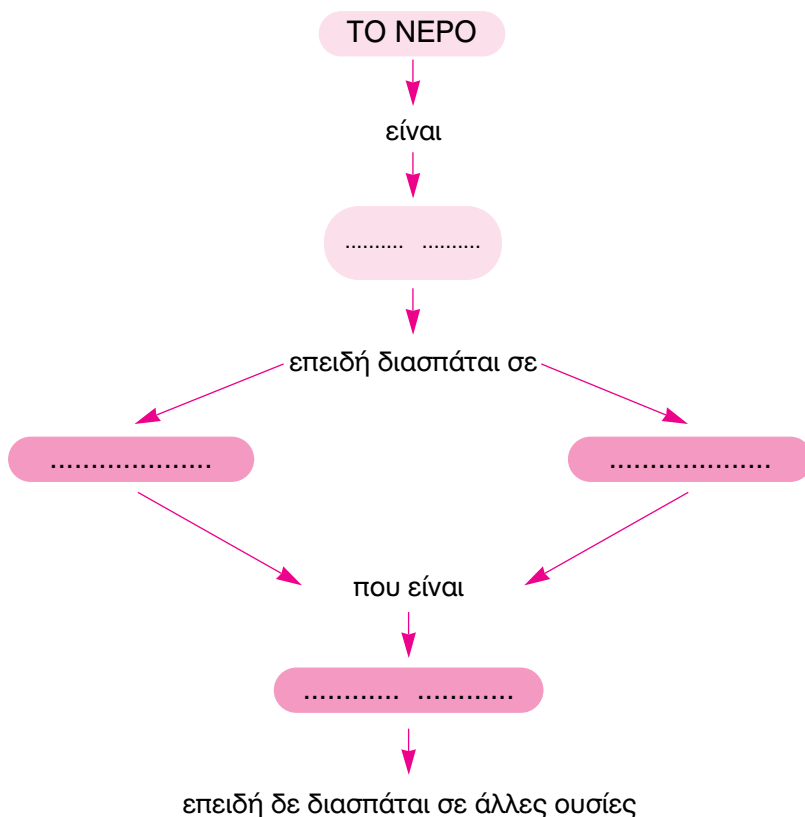 ΤΟ ΝΕΡΟ
είναι
.......... ..........
επειδή διασπάται σε
.................... ....................
που είναι
............ ............
επειδή δε διασπάται σε άλλες ουσίες